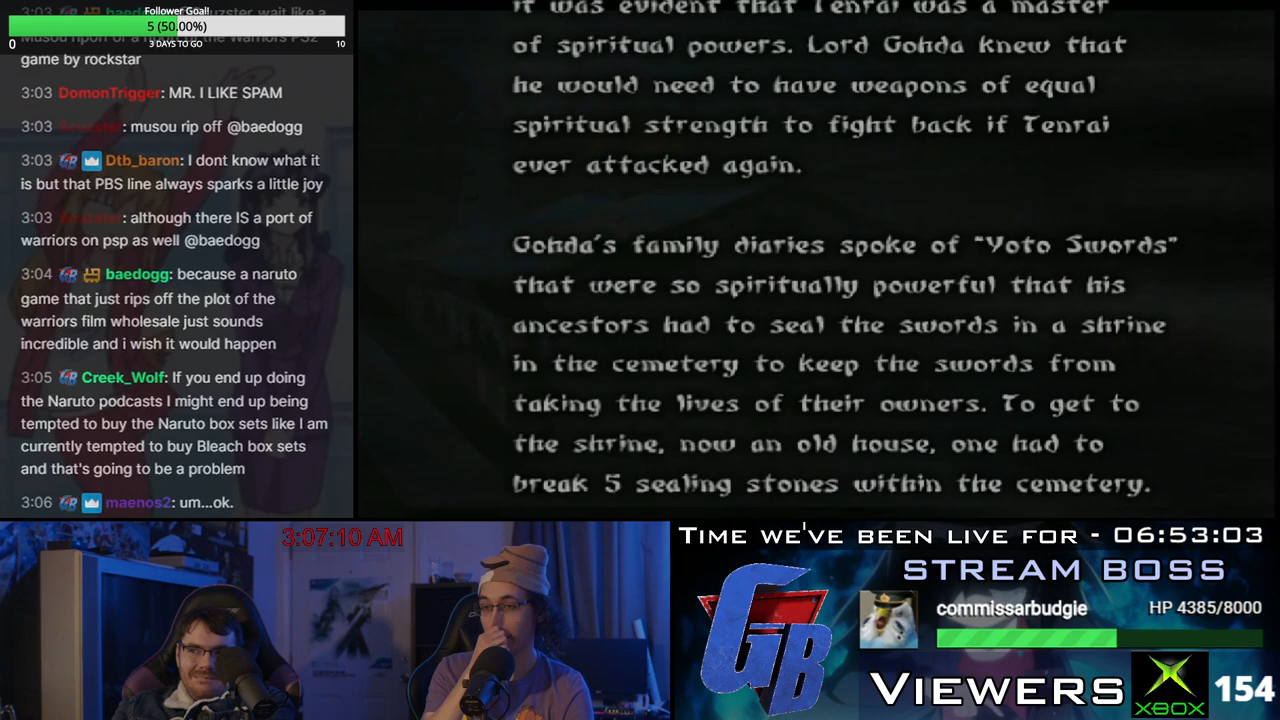 Follower Goal!
5 (50.00%)
0 3 DAYS TO GO 10
game by rockstar
3:03 DomonTrigger: MR. I LIKE SPAM
3:03 : musou rip off @baedogg
3:03 Dtb_baron: I dont know what it
is but that PBS line always sparks a little joy
3:03 : although there IS a port of
warriors on psp as well @baedogg
3:04 baedogg: because a naruto
game that just rips off the plot of the
warriors film wholesale just sounds
incredible and i wish it would happen
3:05 Creek_Wolf: If you end up doing
the Naruto podcasts I might end up being
tempted to buy the Naruto box sets like I am
currently tempted to buy Bleach box sets
and that's going to be a problem
3:06 maenos2: um...ok.
it was evident that Tenrai was a master
of spiritual powers. Lord Gohda knew that
he would need to have weapons of equal
spiritual strength to fight back if Tenrai
ever attacked again.
Gohda's family diaries spoke of "Yoto Swords"
that were so spiritually powerful that his
ancestors had to seal the swords in a shrine
in the cemetery to keep the swords from
taking the lives of their owners. To get to
the shrine, now an old house, one had to
break 5 sealing stones within the cemetery.
3:07:10 AM
TIME WE'VE BEEN LIVE FOR - 06:53:03
STREAM BOSS
commissarbudgie HP 4385/8000
GB
VIEWERS XBOX 154